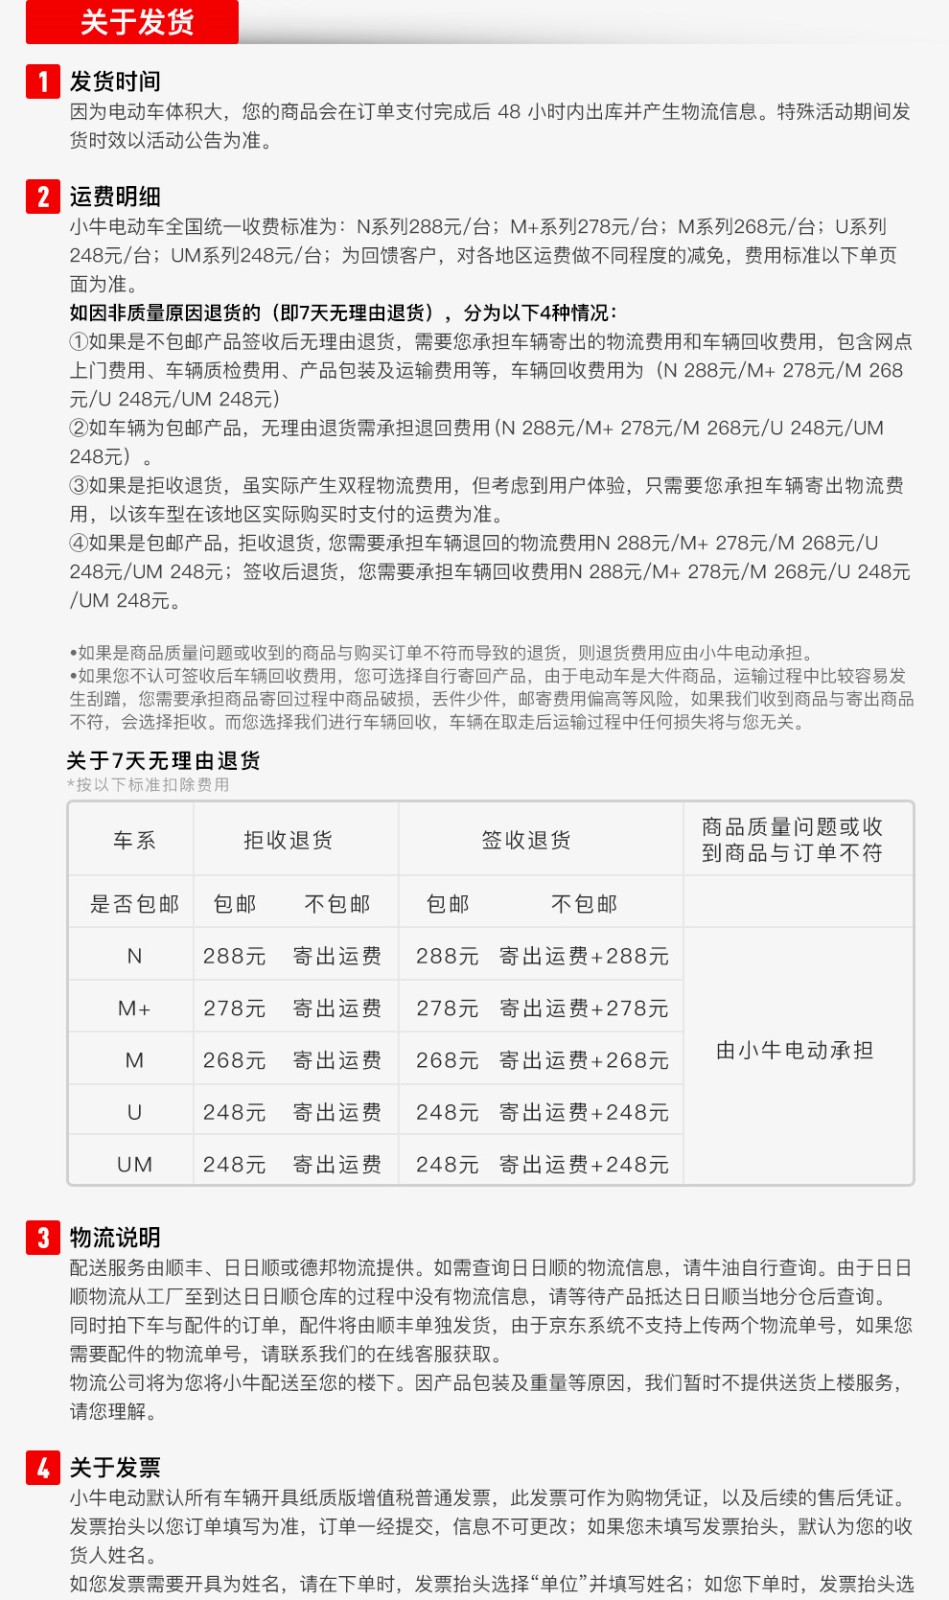 关于发货
1 发货时间
因为电动车体积大，您的商品会在订单支付完成后 48 小时内出库并产生物流信息。特殊活动期间发
货时效以活动公告为准。
2 运费明细
小牛电动车全国统一收费标准为：N系列288元/台；M+系列278元/台；M系列268元/台；U系列
248元/台；UM系列248元/台；为回馈客户，对各地区运费做不同程度的减免，费用标准以下单页
面为准。
如因非质量原因退货的（即7天无理由退货），分为以下4种情况：
①如果是不包邮产品签收后无理由退货，需要您承担车辆寄出的物流费用和车辆回收费用，包含网点
上门费用、车辆质检费用、产品包装及运输费用等，车辆回收费用为（N 288元/M+ 278元/M 268
元/U 248元/UM 248元）
②如车辆为包邮产品，无理由退货需承担退回费用（N 288元/M+ 278元/M 268元/U 248元/UM
248元）。
③如果是拒收退货，虽实际产生双程物流费用，但考虑到用户体验，只需要您承担车辆寄出物流费
用，以该车型在该地区实际购买时支付的运费为准。
④如果是包邮产品，拒收退货，您需要承担车辆退回的物流费用N 288元/M+ 278元/M 268元/U
248元/UM 248元；签收后退货，您需要承担车辆回收费用N 288元/M+ 278元/M 268元/U 248元
/UM 248元。
•如果是商品质量问题或收到的商品与购买订单不符而导致的退货，则退货费用应由小牛电动承担。
•如果您不认可签收后车辆回收费用，您可选择自行寄回产品，由于电动车是大件商品，运输过程中比较容易发
生刮蹭，您需要承担商品寄回过程中商品破损，丢件少件，邮寄费用偏高等风险，如果我们收到商品与寄出商品
不符，会选择拒收。而您选择我们进行车辆回收，车辆在取走后运输过程中任何损失将与您无关。
关于7天无理由退货
*按以下标准扣除费用
车系 拒收退货 签收退货 商品质量问题或收
到商品与订单不符
是否包邮 包邮 不包邮 包邮 不包邮
N 288元 寄出运费 288元 寄出运费+288元
M+ 278元 寄出运费 278元 寄出运费+278元
M 268元 寄出运费 268元 寄出运费+268元
由小牛电动承担
U 248元 寄出运费 248元 寄出运费+248元
UM 248元 寄出运费 248元 寄出运费+248元
3 物流说明
配送服务由顺丰、日日顺或德邦物流提供。如需查询日日顺的物流信息，请牛油自行查询。由于日日
顺物流从工厂至到达日日顺仓库的过程中没有物流信息，请等待产品抵达日日顺当地分仓后查询。
同时拍下车与配件的订单，配件将由顺丰单独发货，由于京东系统不支持上传两个物流单号，如果您
需要配件的物流单号，请联系我们的在线客服获取。
物流公司将为您将小牛配送至您的楼下。因产品包装及重量等原因，我们暂时不提供送货上楼服务，
请您理解。
4 关于发票
小牛电动默认所有车辆开具纸质版增值税普通发票，此发票可作为购物凭证，以及后续的售后凭证。
发票抬头以您订单填写为准，订单一经提交，信息不可更改；如果您未填写发票抬头，默认为您的收
货人姓名。
如您发票需要开具为姓名，请在下单时，发票抬头选择“单位”并填写姓名；如您下单时，发票抬头选